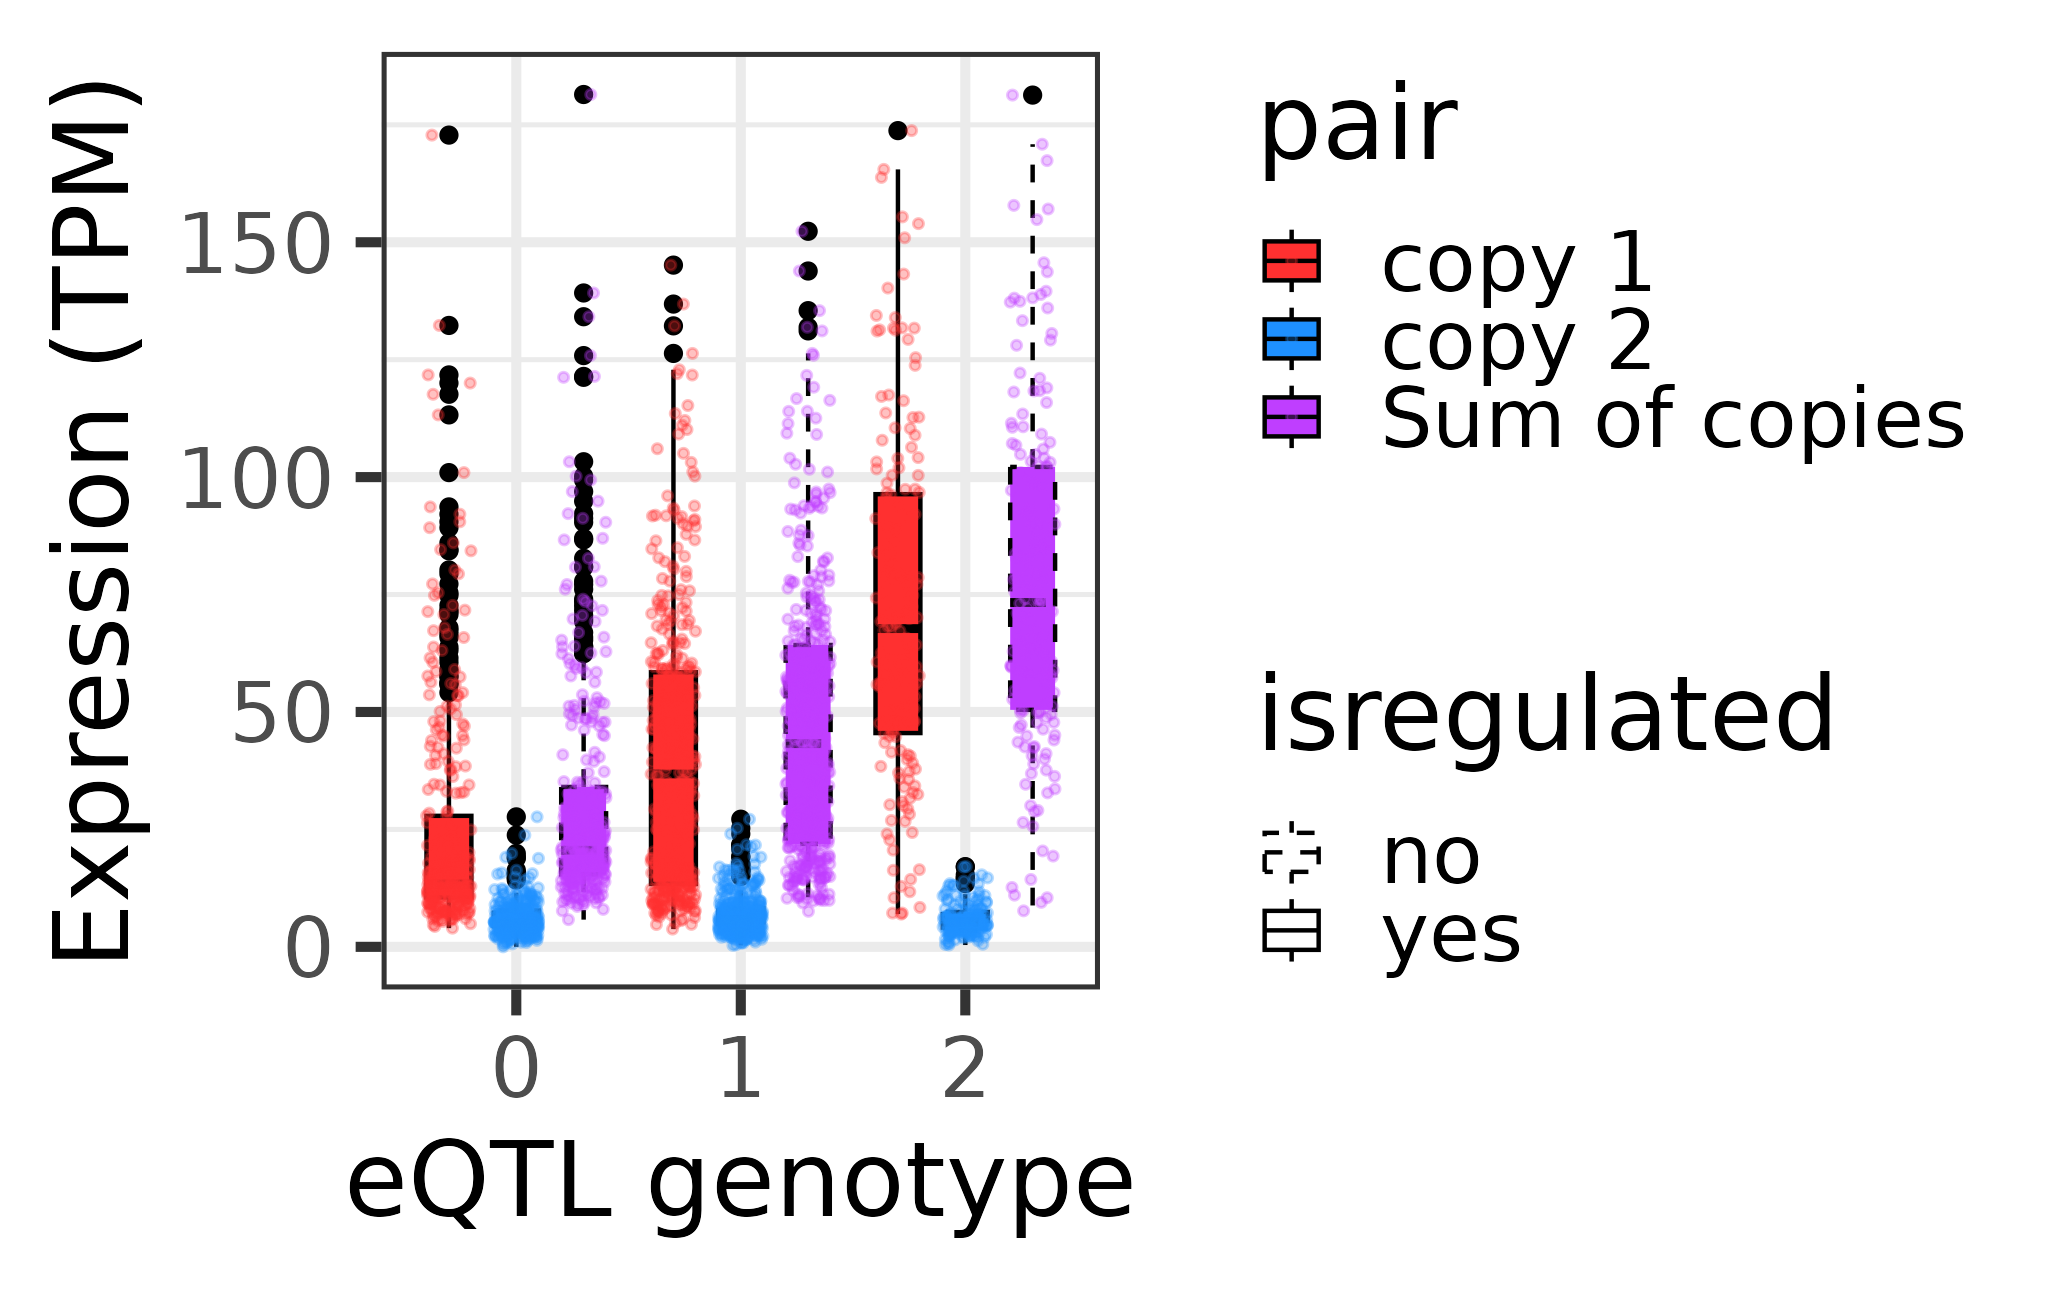 Expression (TPM)
150
100
50
0
0 1 2
eQTL genotype
pair
copy 1
copy 2
Sum of copies
isregulated
no
yes